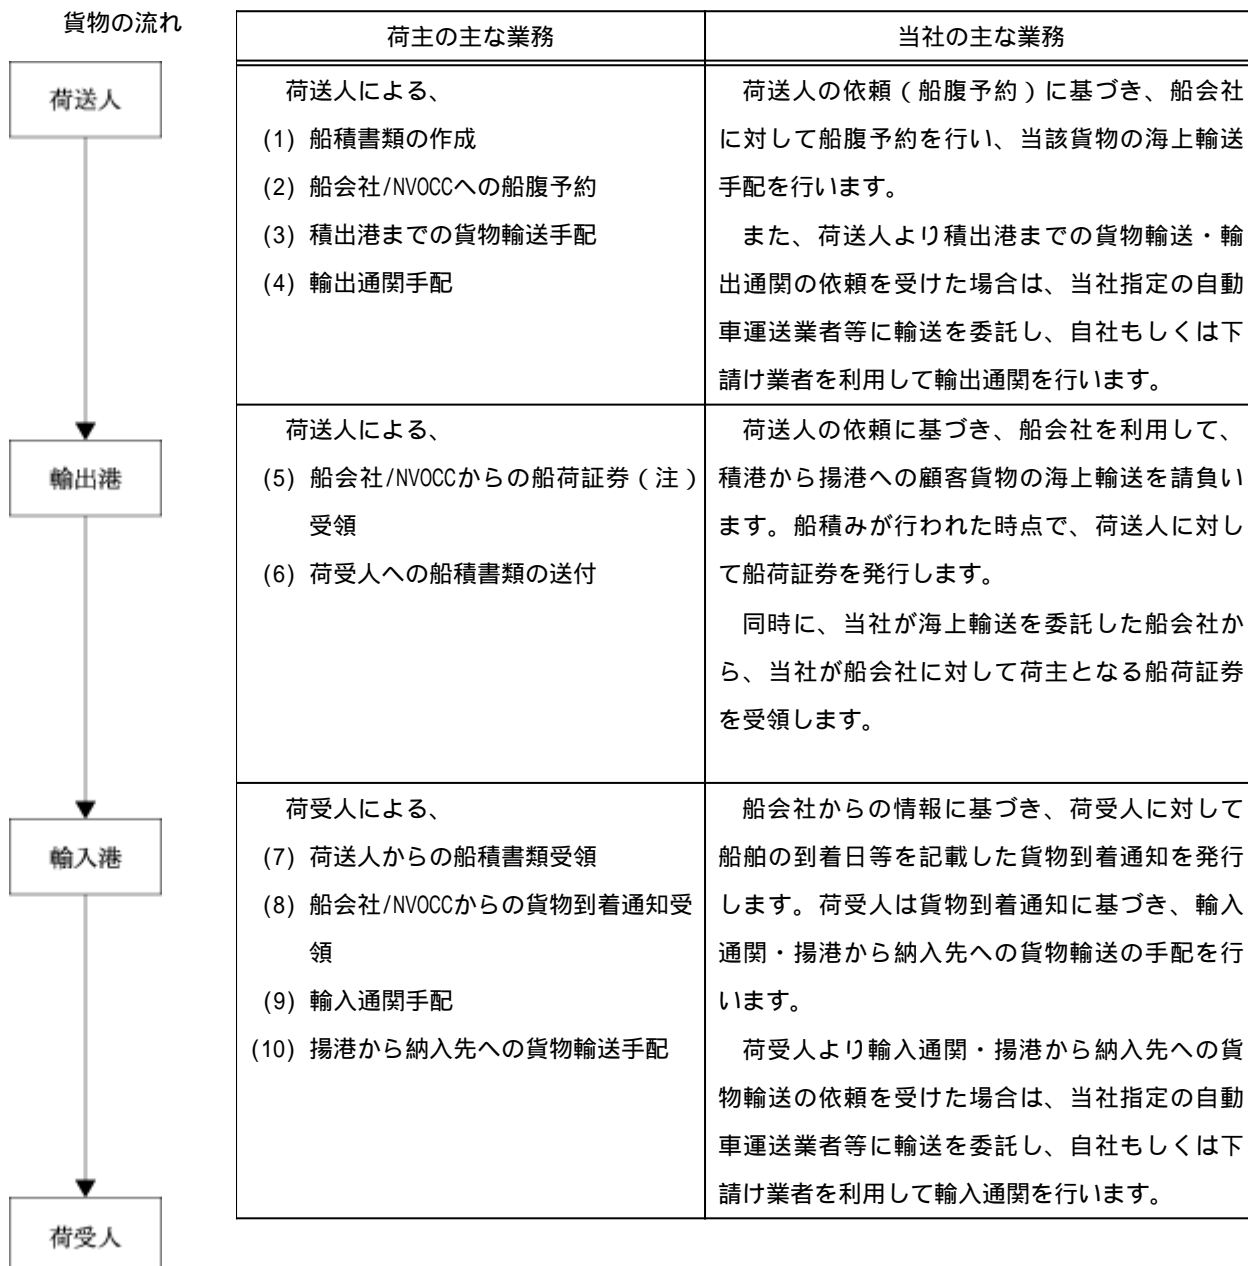 貨物の流れ
荷主の主な業務
当社の主な業務
荷送人
荷送人による、
(1) 船積書類の作成
(2) 船会社/NVOCCへの船腹予約
(3) 積出港までの貨物輸送手配
(4) 輸出通関手配
荷送人の依頼(船腹予約)に基づき、船会社
に対して船腹予約を行い、当該貨物の海上輸送
手配を行います。
また、荷送人より積出港までの貨物輸送・輸
出通関の依頼を受けた場合は、当社指定の自動
車運送業者等に輸送を委託し、自社もしくは下
請け業者を利用して輸出通関を行います。
輸出港
荷送人による、
(5) 船会社/NVOCCからの船荷証券(注)
受領
(6) 荷受人への船積書類の送付
荷送人の依頼に基づき、船会社を利用して、
積港から揚港への顧客貨物の海上輸送を請負い
ます。船積みが行われた時点で、荷送人に対し
て船荷証券を発行します。
同時に、当社が海上輸送を委託した船会社か
ら、当社が船会社に対して荷主となる船荷証券
を受領します。
輸入港
荷受人による、
(7) 荷送人からの船積書類受領
(8) 船会社/NVOCCからの貨物到着通知受
領
(9) 輸入通関手配
(10) 揚港から納入先への貨物輸送手配
船会社からの情報に基づき、荷受人に対して
船舶の到着日等を記載した貨物到着通知を発行
します。荷受人は貨物到着通知に基づき、輸入
通関・揚港から納入先への貨物輸送の手配を行
います。
荷受人より輸入通関・揚港から納入先への貨
物輸送の依頼を受けた場合は、当社指定の自動
車運送業者等に輸送を委託し、自社もしくは下
請け業者を利用して輸入通関を行います。
荷受人